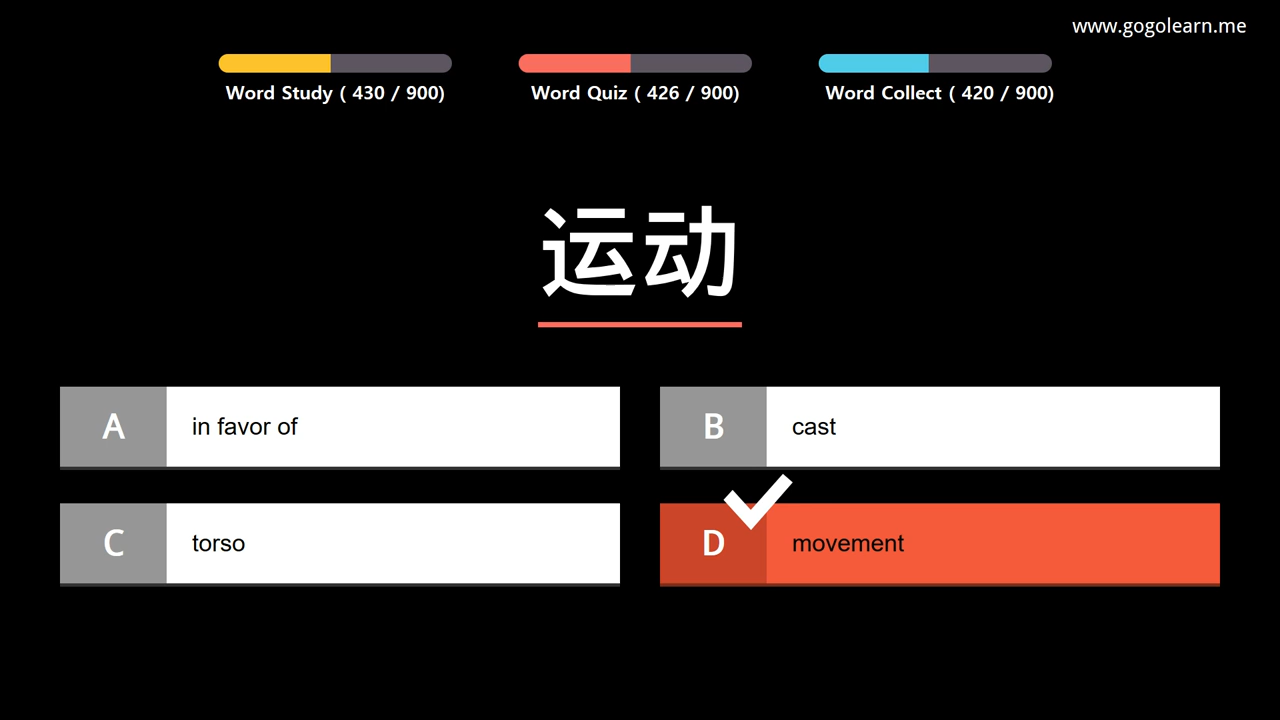 www.gogolearn.me
Word Study ( 430 / 900)
Word Quiz ( 426 / 900)
Word Collect ( 420 / 900)
运动
A in favor of
B cast
C torso
D movement